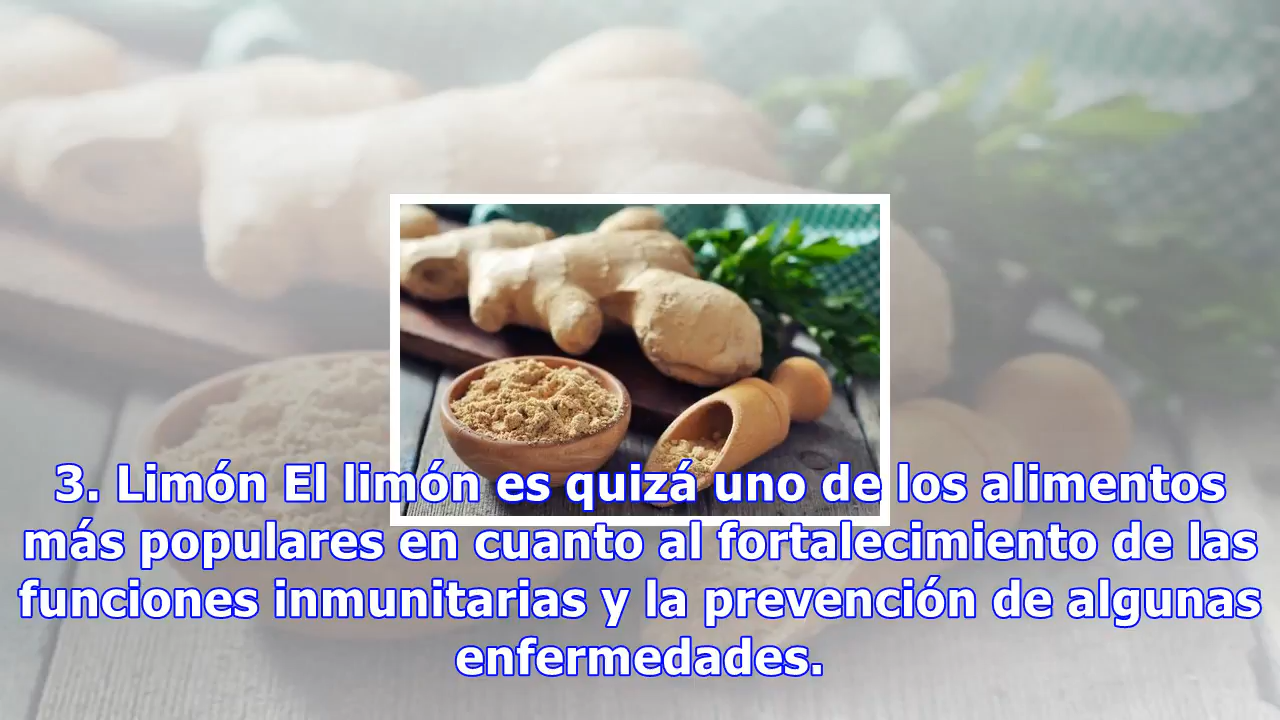 3. Limón El limón es quizá uno de los alimentos
más populares en cuanto al fortalecimiento de las
funciones inmunitarias y la prevención de algunas
enfermedades.